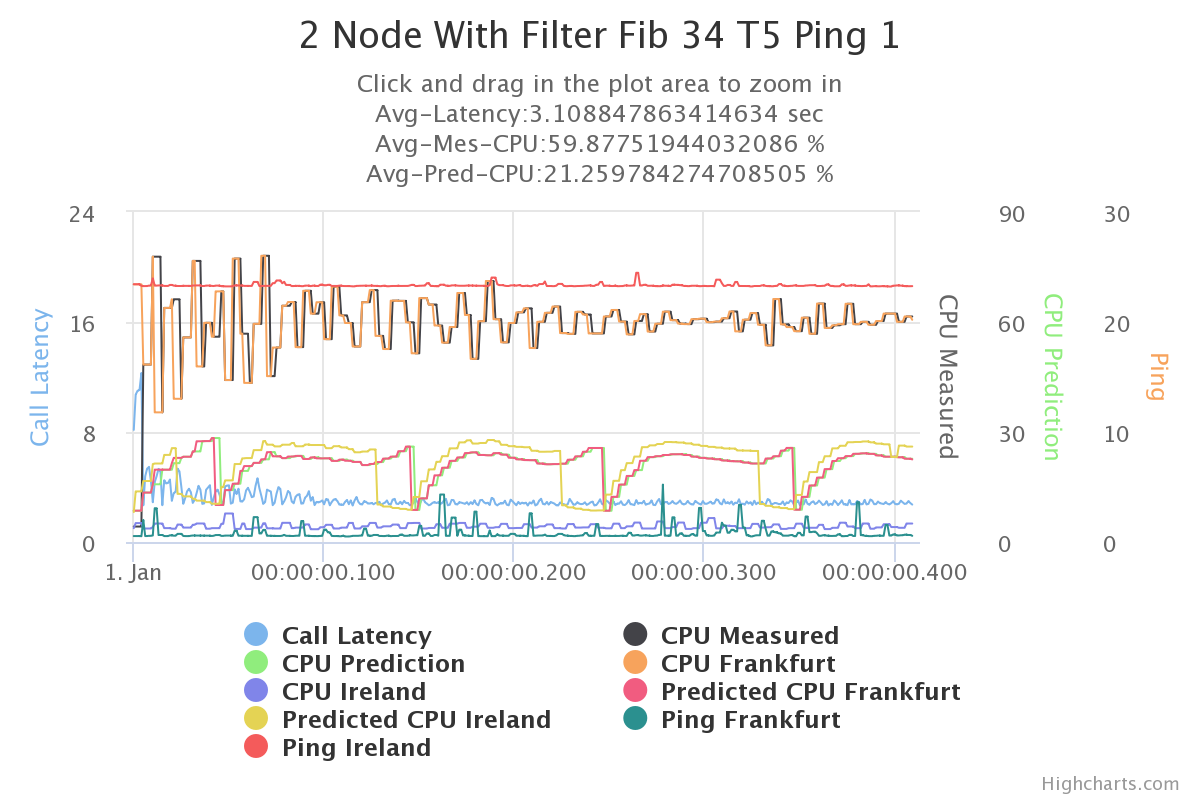 2 Node With Filter Fib 34 T5 Ping 1
Click and drag in the plot area to zoom in
Avg-Latency:3.108847863414634 sec
Avg-Mes-CPU:59.87751944032086 %
Avg-Pred-CPU:21.259784274708505 %
24
16
8
0
Call Latency
90
60
30
0
CPU Measured
CPU Prediction
30
20
10
0
Ping
1. Jan
00:00:00.100
00:00:00.200
00:00:00.300
00:00:00.400
Call Latency
CPU Measured
CPU Prediction
CPU Frankfurt
CPU Ireland
Predicted CPU Frankfurt
Predicted CPU Ireland
Ping Frankfurt
Ping Ireland
Highcharts.com